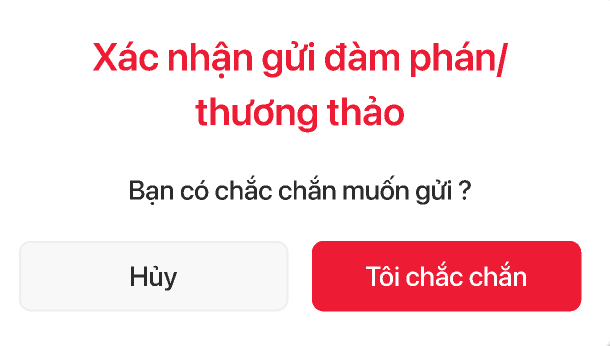 Xác nhận gửi đàm phán/
thương thảo
Bạn có chắc chắn muốn gửi ?
Hủy
Tôi chắc chắn